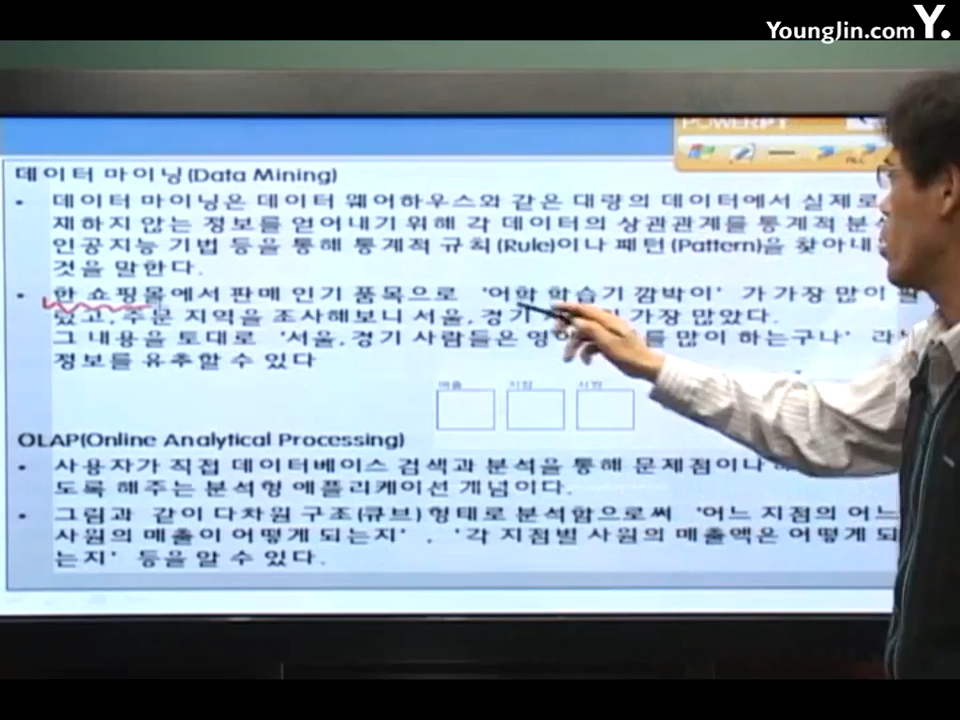 YoungJin.com Y.
POWERPT
데이터 마이닝(Data Mining)
• 데이터 마이닝은 데이터 웨어하우스와 같은 대량의 데이터에서 실제로
재하지 않는 정보를 얻어내기 위해 각 데이터의 상관관계를 통계적 분
인공지능 기법 등을 통해 통계적 규칙(Rule)이나 패턴(Pattern)을 찾아내
것을 말한다.
• 한 쇼핑몰에서 판매 인기 품목으로 '어학 학습기 깜박이' 가 가장 많이
렸고, 주문 지역을 조사해보니 서울, 경기 가장 많았다.
그 내용을 토대로 '서울, 경기 사람들은 영어 를 많이 하는구나' 라
정보를 유추할 수 있다
매출 지점 사원
OLAP(Online Analytical Processing)
• 사용자가 직접 데이터베이스 검색과 분석을 통해 문제점이나
도록 해주는 분석형 애플리케이션 개념이다.
• 그림과 같이 다차원 구조(큐브) 형태로 분석함으로써 '어느 지점의 어느
사원의 매출이 어떻게 되는지' , '각 지점별 사원의 매출액은 어떻게 되
는지' 등을 알 수 있다.